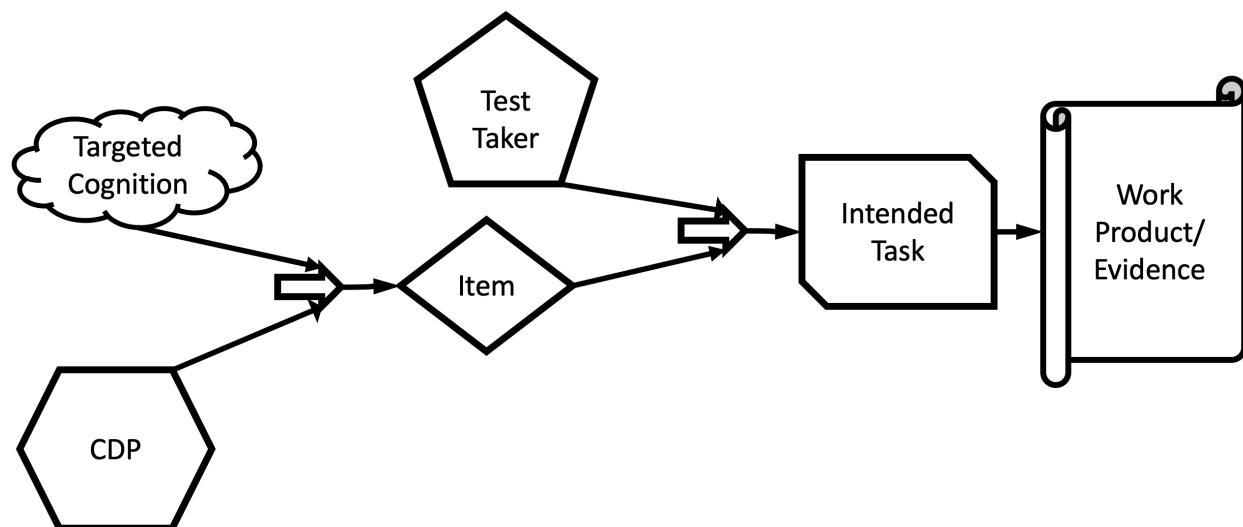 Targeted
Cognition
CDP
Item
Test
Taker
Intended
Task
Work
Product/
Evidence